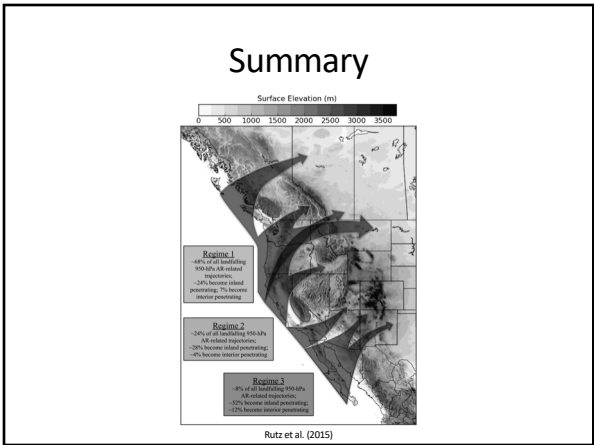 Summary
Surface Elevation (m)
0 500 1000 1500 2000 2500 3000 3500
Regime 1
~68% of all landfalling
950-hPa AR-related
trajectories;
~24% become inland
penetrating; 7% become
interior penetrating
Regime 2
~24% of all landfalling 950-hPa
AR-related trajectories;
~28% become inland penetrating;
~4% become interior penetrating
Regime 3
~8% of all landfalling 950-hPa
AR-related trajectories;
~52% become inland penetrating;
~12% become interior penetrating
Rutz et al. (2015)